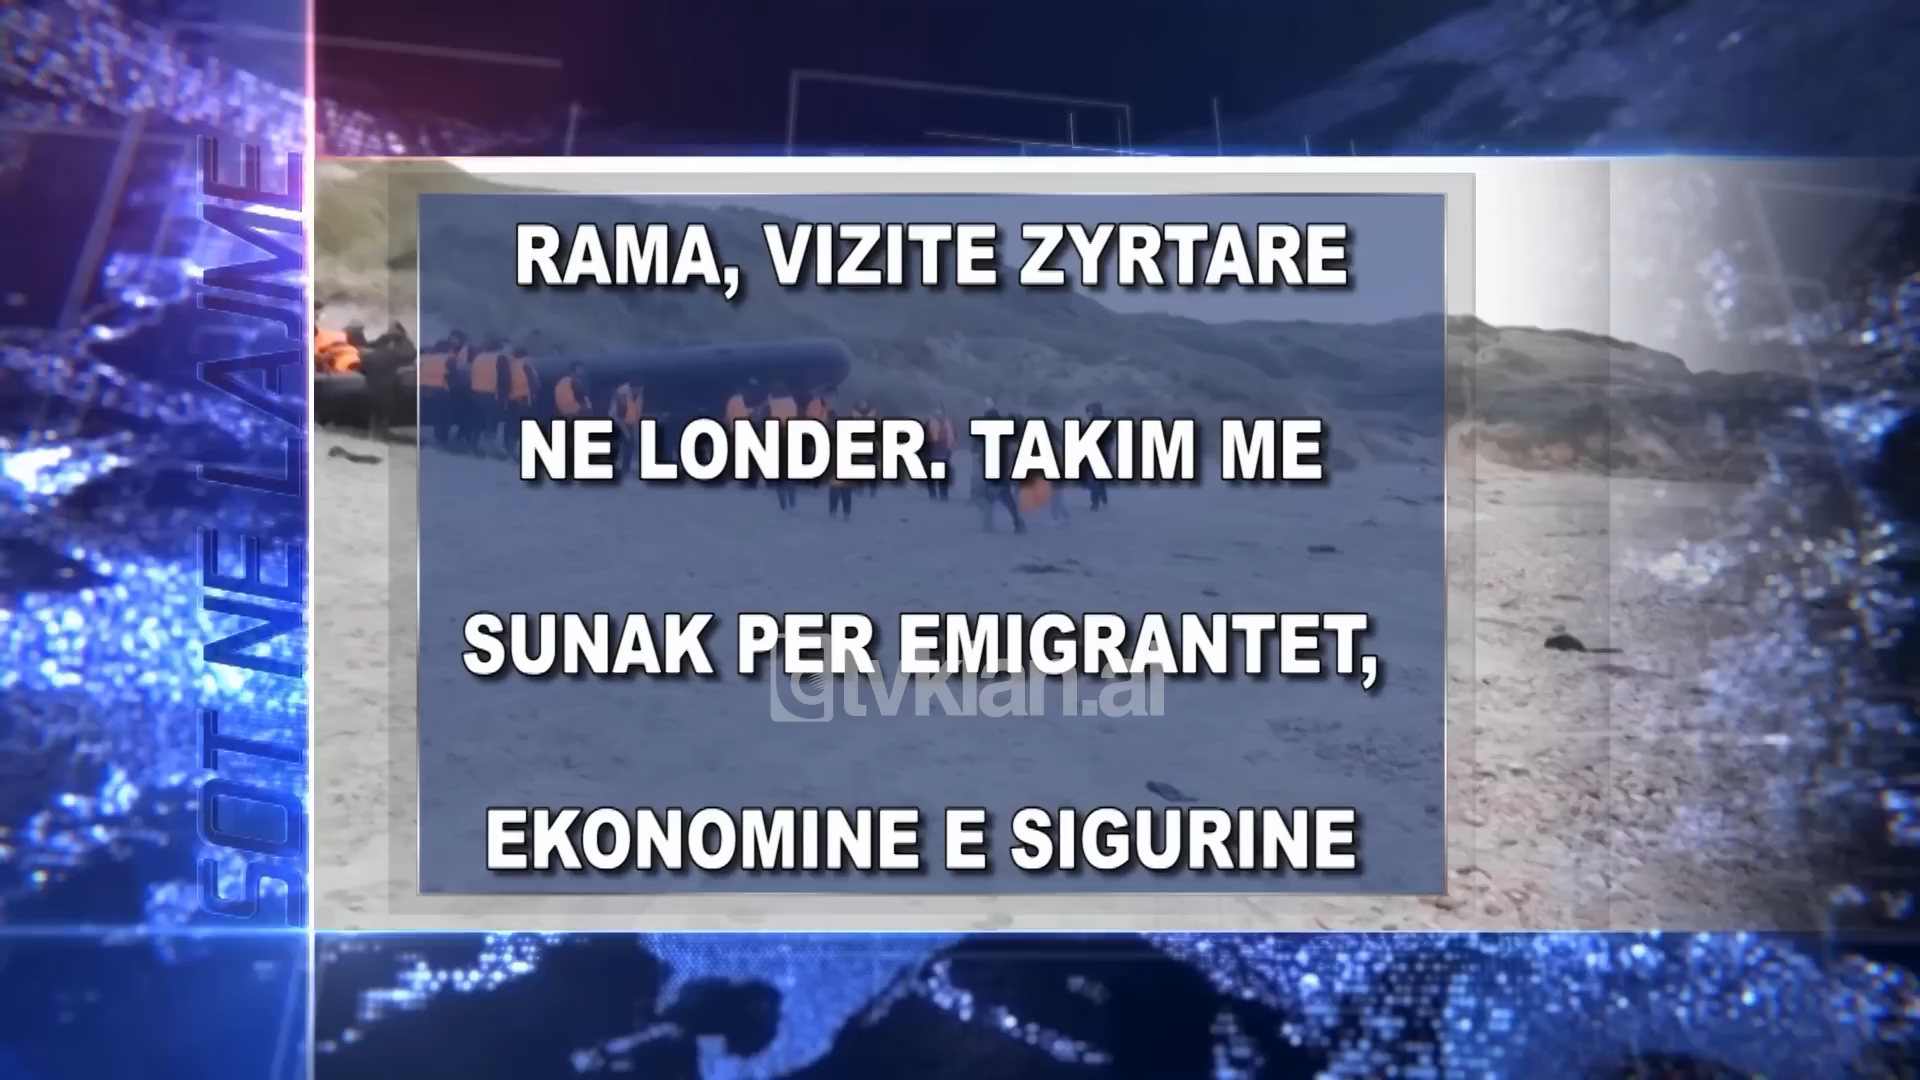 SOT NE LAJME
RAMA, VIZITE ZYRTARE
NE LONDER. TAKIM ME
SUNAK PER EMIGRANTET,
EKONOMINE E SIGURINE
tvklan.al